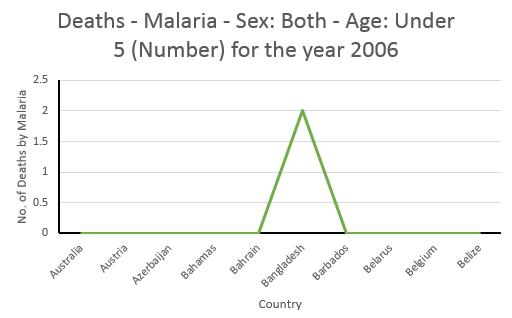 Deaths - Malaria - Sex: Both - Age: Under
5 (Number) for the year 2006
No. of Deaths by Malaria
2.5
2
1.5
1
0.5
0
Australia
Austria
Azerbaijan
Bahamas
Bahrain
Bangladesh
Barbados
Belarus
Belgium
Belize
Country